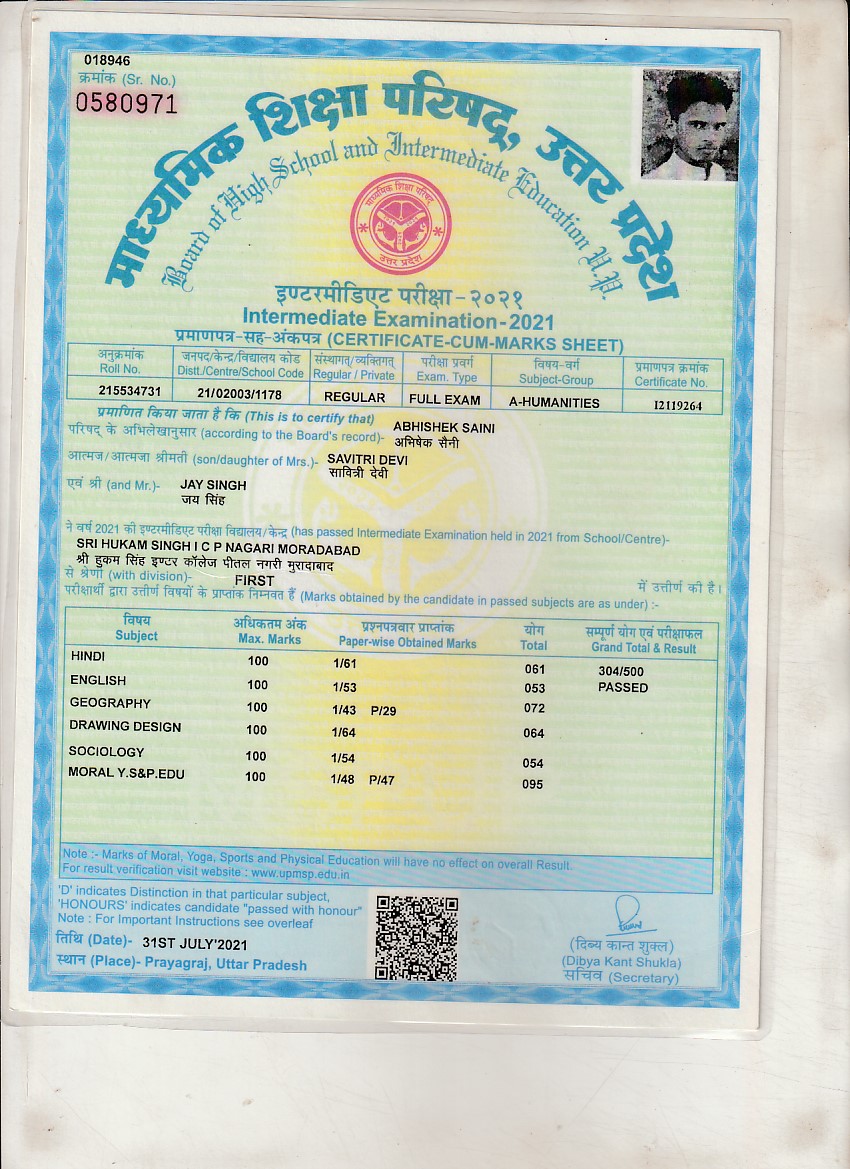 018946
क्रमांक (Sr. No.)
0580971
माध्यमिक शिक्षा परिषद्, उत्तर प्रदेश
Board of High School and Intermediate Education U.P.
माध्यमिक शिक्षा परिषद
उत्तर प्रदेश
इण्टरमीडिएट परीक्षा - २०२१
Intermediate Examination - 2021
प्रमाणपत्र-सह-अंकपत्र (CERTIFICATE-CUM-MARKS SHEET)
अनुक्रमांक जनपद/केन्द्र/विद्यालय कोड संस्थागत/व्यक्तिगत परीक्षा प्रवर्ग विषय-वर्ग प्रमाणपत्र क्रमांक
Roll No. Distt./Centre/School Code Regular / Private Exam. Type Subject-Group Certificate No.
215534731 21/02003/1178 REGULAR FULL EXAM A-HUMANITIES I2119264
प्रमाणित किया जाता है कि (This is to certify that)
परिषद के अभिलेखानुसार (according to the Board's record)- ABHISHEK SAINI
अभिषेक सैनी
आत्मज/आत्मजा श्रीमती (son/daughter of Mrs.)- SAVITRI DEVI
सावित्री देवी
एवं श्री (and Mr.)- JAY SINGH
जय सिंह
ने वर्ष 2021 की इण्टरमीडिएट परीक्षा विद्यालय/केन्द्र (has passed Intermediate Examination held in 2021 from School/Centre)-
SRI HUKAM SINGH I C P NAGARI MORADABAD
श्री हुकम सिंह इण्टर कॉलेज पीतल नगरी मुरादाबाद
से श्रेणी (with division)- FIRST में उत्तीर्ण की है।
परीक्षार्थी द्वारा उत्तीर्ण विषयों के प्राप्तांक निम्नवत हैं (Marks obtained by the candidate in passed subjects are as under) :-
विषय अधिकतम अंक प्रश्नपत्रवार प्राप्तांक योग सम्पूर्ण योग एवं परीक्षाफल
Subject Max. Marks Paper-wise Obtained Marks Total Grand Total & Result
HINDI 100 1/61 061 304/500
ENGLISH 100 1/53 053 PASSED
GEOGRAPHY 100 1/43 P/29 072
DRAWING DESIGN 100 1/64 064
SOCIOLOGY 100 1/54 054
MORAL Y.S&P.EDU 100 1/48 P/47 095
Note :- Marks of Moral, Yoga, Sports and Physical Education will have no effect on overall Result.
For result verification visit website : www.upmsp.edu.in
'D' indicates Distinction in that particular subject,
'HONOURS' indicates candidate "passed with honour"
Note : For Important Instructions see overleaf
तिथि (Date)- 31ST JULY'2021
स्थान (Place)- Prayagraj, Uttar Pradesh
(दिब्य कान्त शुक्ल)
(Dibya Kant Shukla)
सचिव (Secretary)